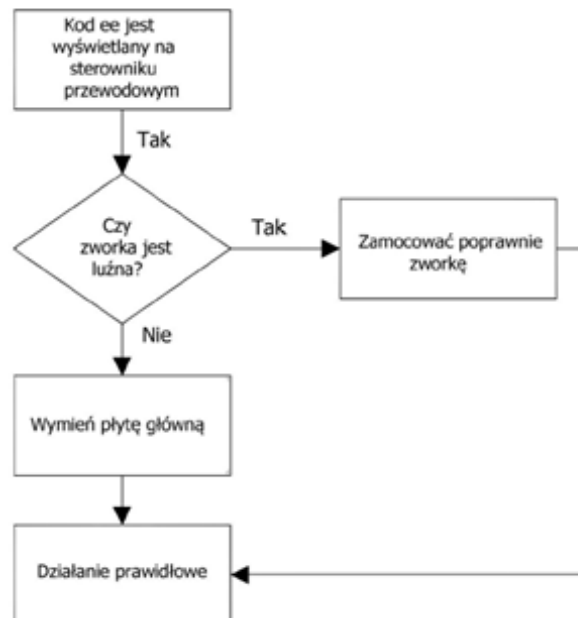 Kod ee jest
wyświetlany na
sterowniku
przewodowym
Tak
Czy
zworka jest
luźna?
Tak
Zamocować poprawnie
zworkę
Nie
Wymień płytę główną
Działanie prawidłowe